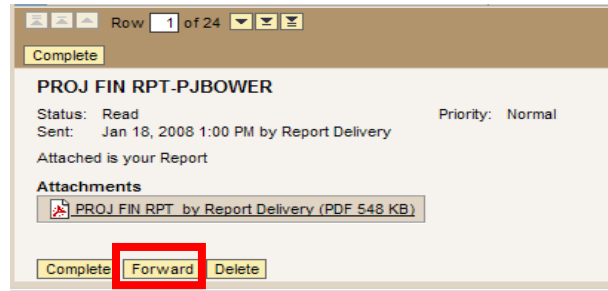 Row 1 of 24
Complete
PROJ FIN RPT-PJBOWER
Status: Read Priority: Normal
Sent: Jan 18, 2008 1:00 PM by Report Delivery
Attached is your Report
Attachments
PROJ FIN RPT by Report Delivery (PDF 548 KB)
Complete Forward Delete